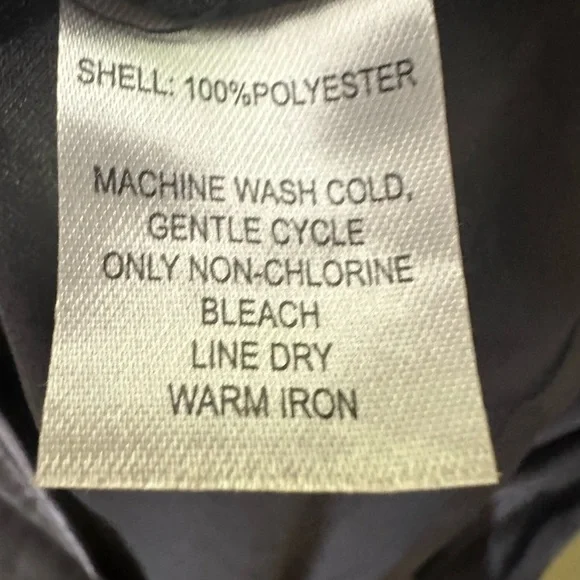 SHELL: 100%POLYESTER
MACHINE WASH COLD,
GENTLE CYCLE
ONLY NON-CHLORINE
BLEACH
LINE DRY
WARM IRON